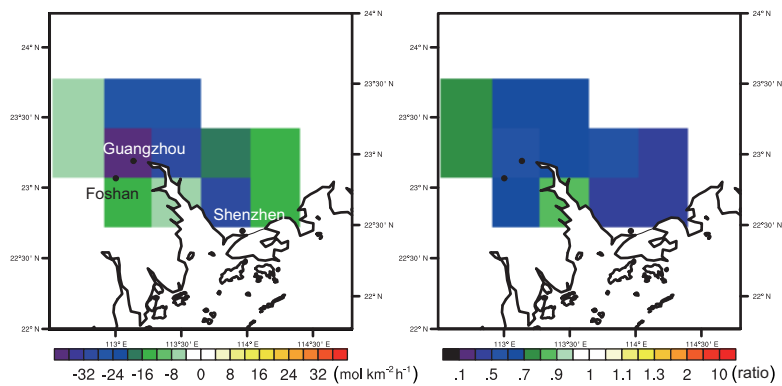 24° N
24° N
23°30' N
23°30' N
23° N
23° N
22°30' N
22°30' N
22° N
22° N
113°
113°30'
114°
114°30'
Guangzhou
Foshan
Shenzhen
-32 -24 -16 -8 0 8 16 24 32 (mol km⁻² h⁻¹)
24° N
24° N
23°30' N
23°30' N
23° N
23° N
22°30' N
22°30' N
22° N
22° N
113° E
113°30' E
114° E
114°30' E
.1 .5 .7 .9 1 1.1 1.3 2 10 (ratio)